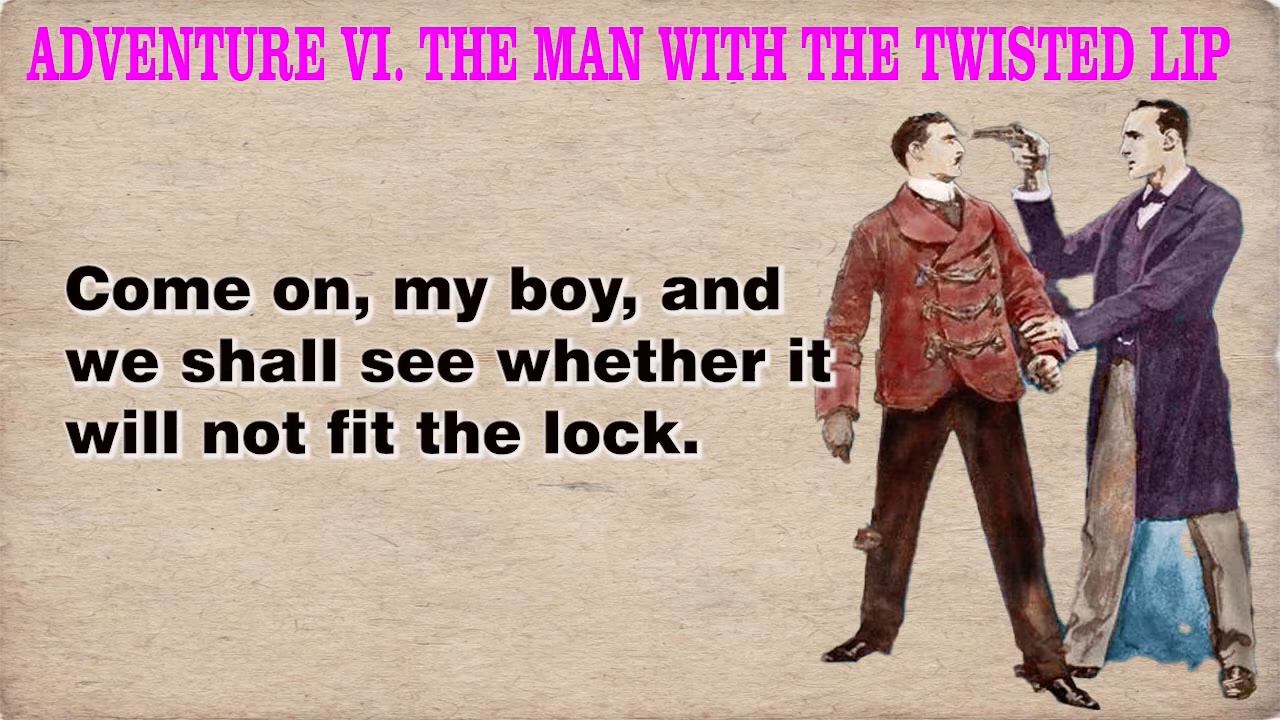 ADVENTURE VI. THE MAN WITH THE TWISTED LIP
Come on, my boy, and
we shall see whether it
will not fit the lock.